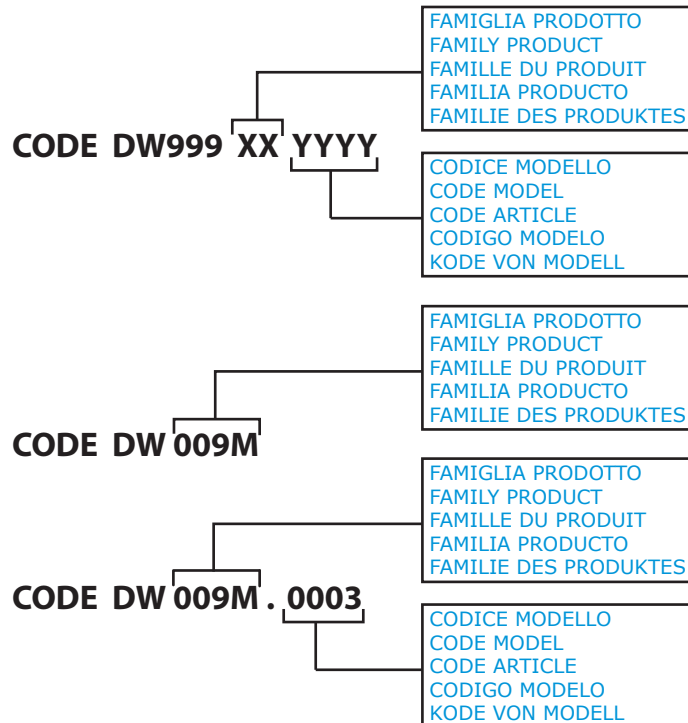 FAMIGLIA PRODOTTO
FAMILY PRODUCT
FAMILLE DU PRODUIT
FAMILIA PRODUCTO
FAMILIE DES PRODUKTES
CODE DW999 XX YYYY
CODICE MODELLO
CODE MODEL
CODE ARTICLE
CODIGO MODELO
KODE VON MODELL
FAMIGLIA PRODOTTO
FAMILY PRODUCT
FAMILLE DU PRODUIT
FAMILIA PRODUCTO
FAMILIE DES PRODUKTES
CODE DW 009M
FAMIGLIA PRODOTTO
FAMILY PRODUCT
FAMILLE DU PRODUIT
FAMILIA PRODUCTO
FAMILIE DES PRODUKTES
CODE DW 009M . 0003
CODICE MODELLO
CODE MODEL
CODE ARTICLE
CODIGO MODELO
KODE VON MODELL